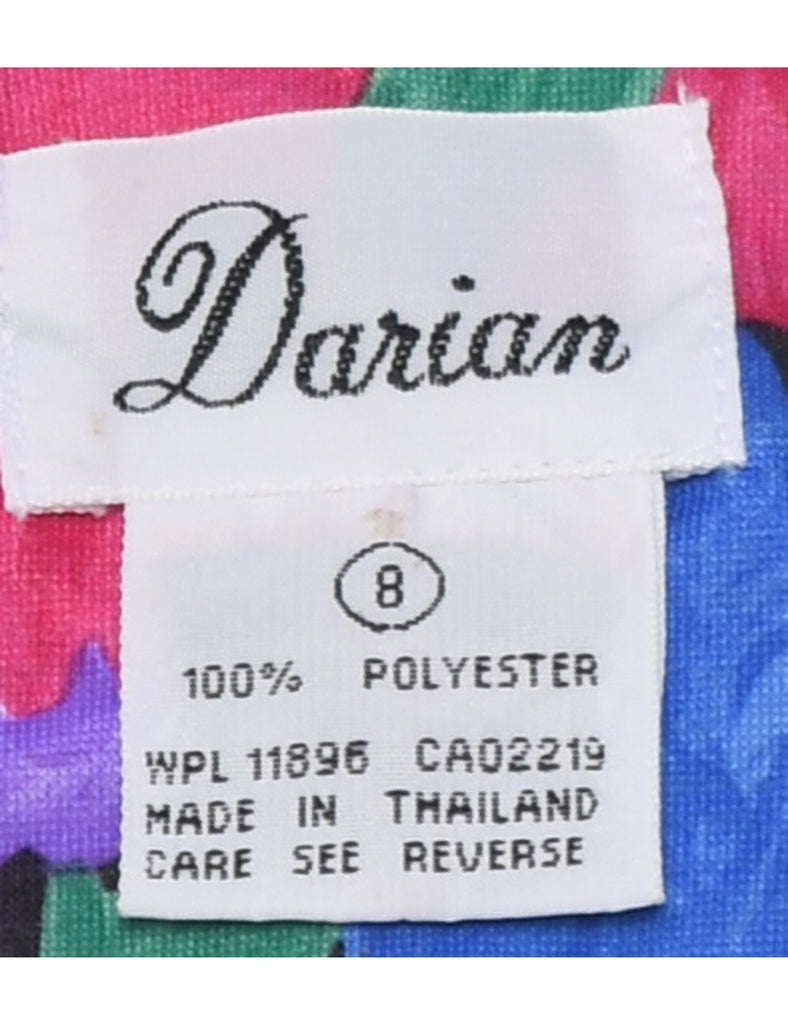 Darian
8
100% POLYESTER
WPL 11896 CA02219
MADE IN THAILAND
CARE SEE REVERSE